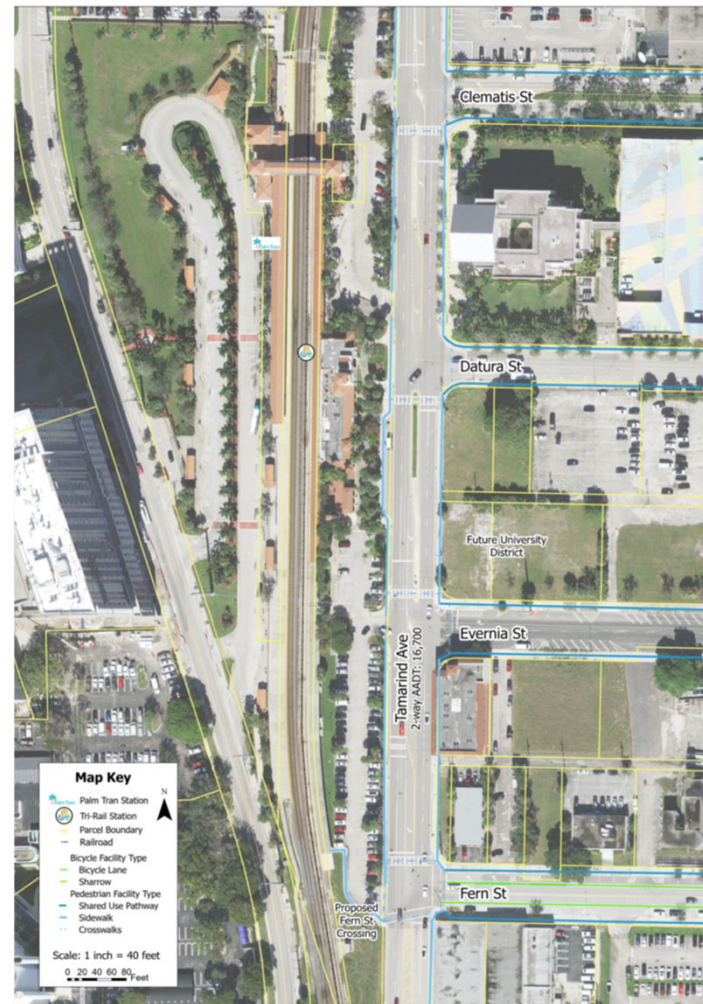 Clematis St
Datura St
Future University
District
Evernia St
Tamarind Ave
2-way AADT: 16,700
Fern St
Proposed
Fern St
Crossing
Map Key
Palm Tran Station
N
Tri-Rail Station
Parcel Boundary
Railroad
Bicycle Facility Type
Bicycle Lane
Sharrow
Pedestrian Facility Type
Shared Use Pathway
Sidewalk
Crosswalks
Scale: 1 inch = 40 feet
0 20 40 60 80
Feet